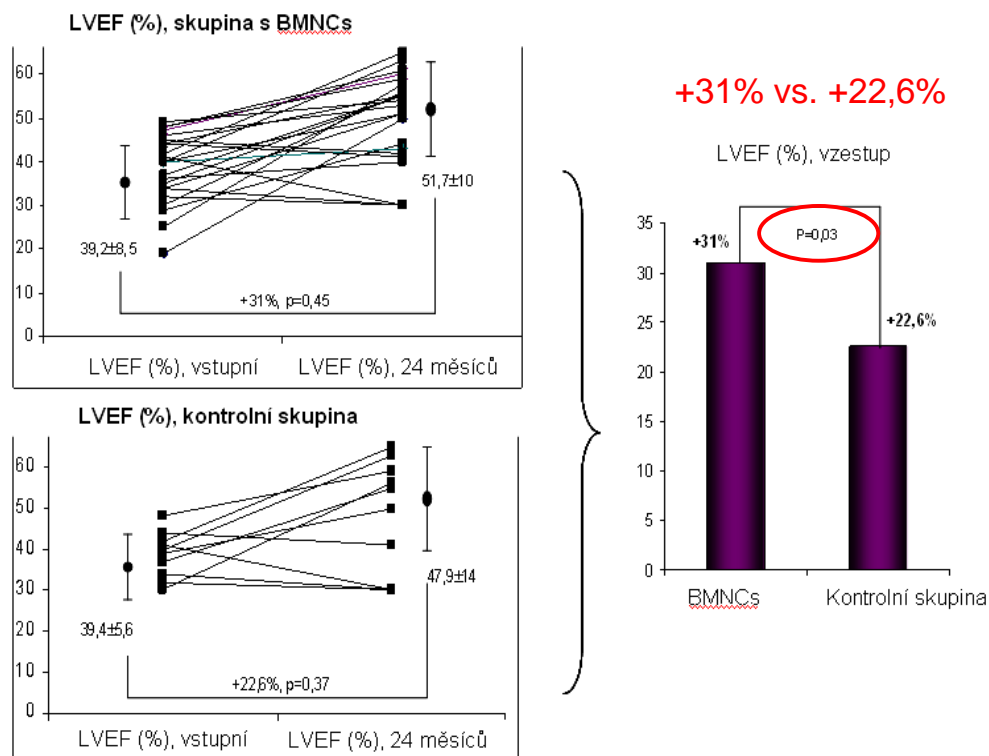 LVEF (%), skupina s BMNCs
60
50
40
30
20
10
0
39,2±8,5
51,7±10
+31%, p=0,45
LVEF (%), vstupní
LVEF (%), 24 měsíců
LVEF (%), kontrolní skupina
60
50
40
30
20
10
0
39,4±5,6
47,9±14
+22,6%, p=0,37
LVEF (%), vstupní
LVEF (%), 24 měsíců
+31% vs. +22,6%
LVEF (%), vzestup
35
30
25
20
15
10
5
0
+31%
P=0,03
+22,6%
BMNCs
Kontrolní skupina